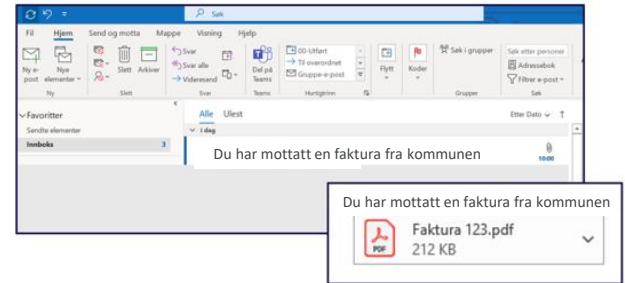 Søk
Fil Hjem Send og motta Mappe Visning Hjelp
Ny e-post
Nye elementer
Slett Arkiver
Svar
Svar alle
Videresend
Del på Teams
00-Utført
Til overordnet
Gruppe-e-post
Flytt
Koder
Søk i grupper
Søk etter personer
Adressebok
Filtrer e-post
Ny Slett Svar Teams Hurtigtrinn Grupper Søk
Favoritter
Sendte elementer
Innboks 3
Alle Ulest Etter Dato
I dag
Du har mottatt en faktura fra kommunen
10:00
Du har mottatt en faktura fra kommunen
PDF
Faktura 123.pdf
212 KB